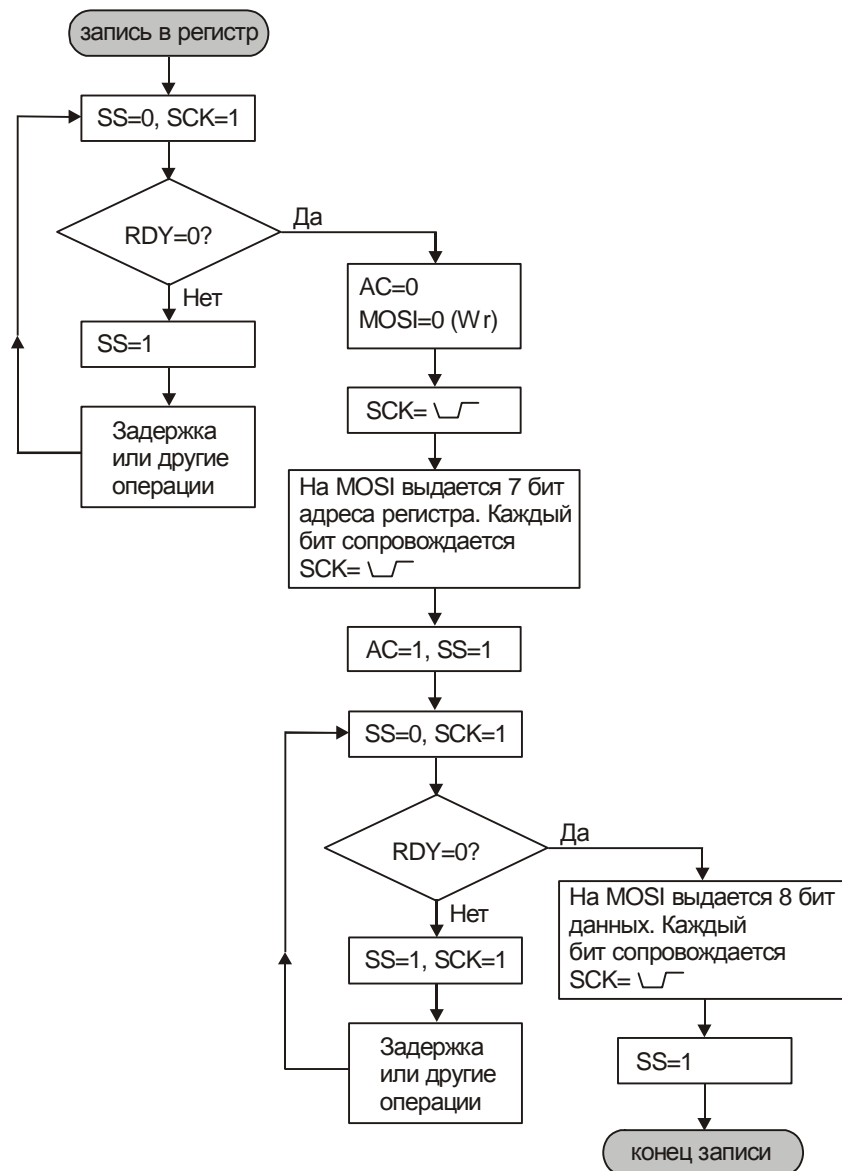 запись в регистр
SS=0, SCK=1
RDY=0?
Да
Нет
SS=1
Задержка
или другие
операции
AC=0
MOSI=0 (Wr)
SCK=
На MOSI выдается 7 бит
адреса регистра. Каждый
бит сопровождается
SCK=
AC=1, SS=1
SS=0, SCK=1
RDY=0?
Да
Нет
SS=1, SCK=1
Задержка
или другие
операции
На MOSI выдается 8 бит
данных. Каждый
бит сопровождается
SCK=
SS=1
конец записи